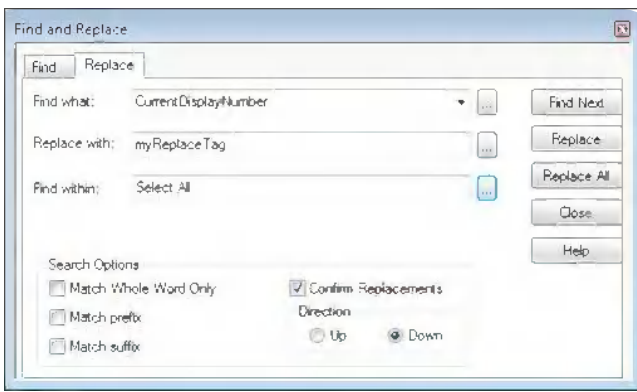 Find and Replace
Find Replace
Find what: CurrentDisplayNumber ... Find Next
Replace with: myReplaceTag ... Replace
Find within: Select All ... Replace All
Close
Help
Search Options
Match Whole Word Only Confirm Replacements
Match prefix Direction
Up Down
Match suffix